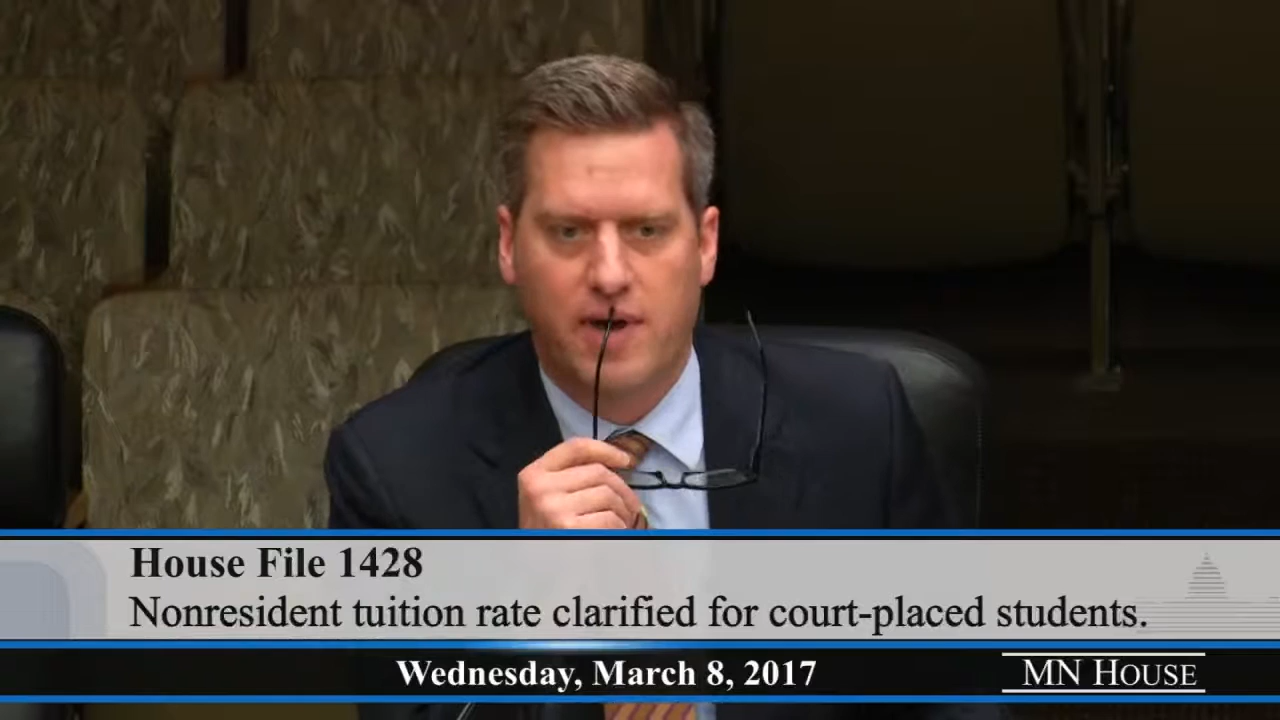 House File 1428
Nonresident tuition rate clarified for court-placed students.
Wednesday, March 8, 2017
MN HOUSE